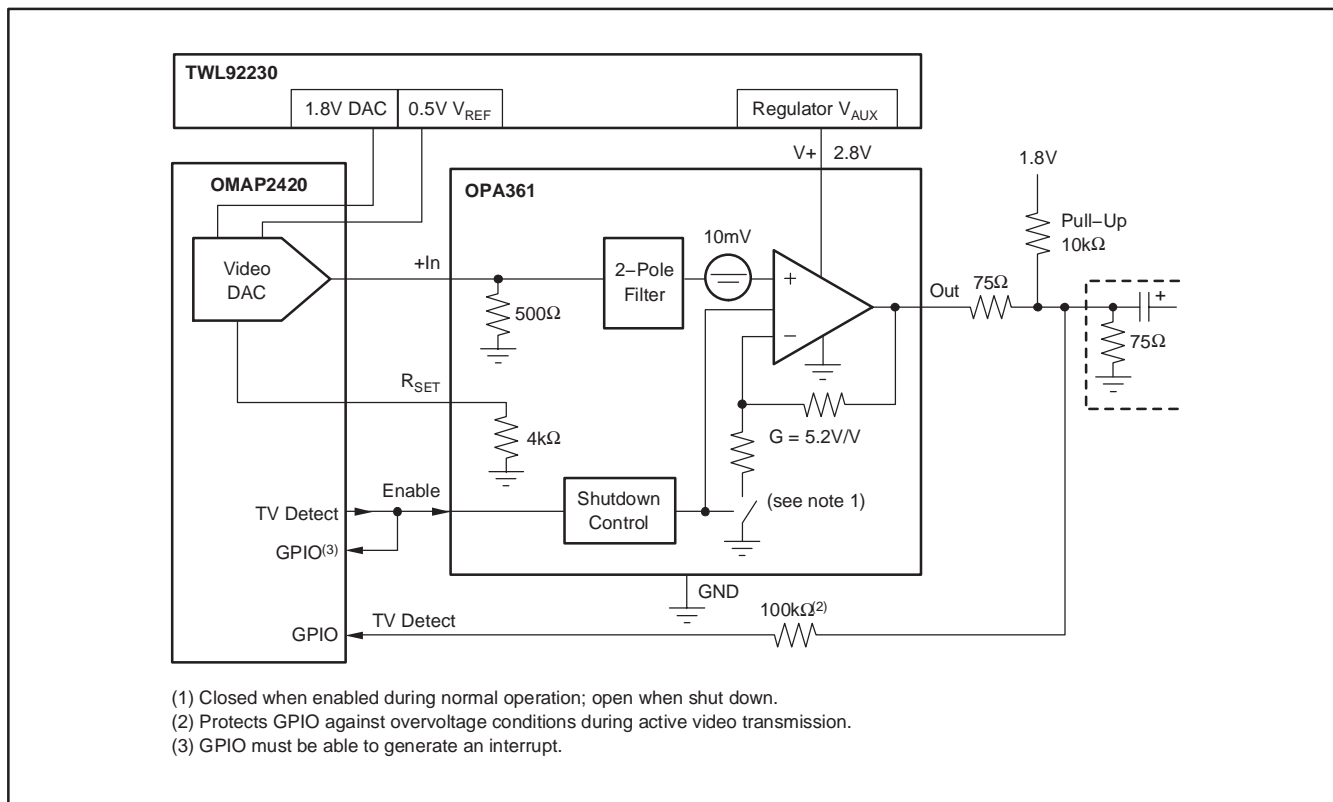 TWL92230
1.8V DAC
0.5V VREF
Regulator VAUX
V+ 2.8V
1.8V
OMAP2420
OPA361
Pull−Up
10kΩ
10mV
Video
DAC
+In
2−Pole
Filter
+
−
Out
75Ω
+
500Ω
75Ω
RSET
4kΩ
G = 5.2V/V
Enable
TV Detect
Shutdown
Control
(see note 1)
GPIO(3)
GND
100kΩ(2)
TV Detect
GPIO
(1) Closed when enabled during normal operation; open when shut down.
(2) Protects GPIO against overvoltage conditions during active video transmission.
(3) GPIO must be able to generate an interrupt.